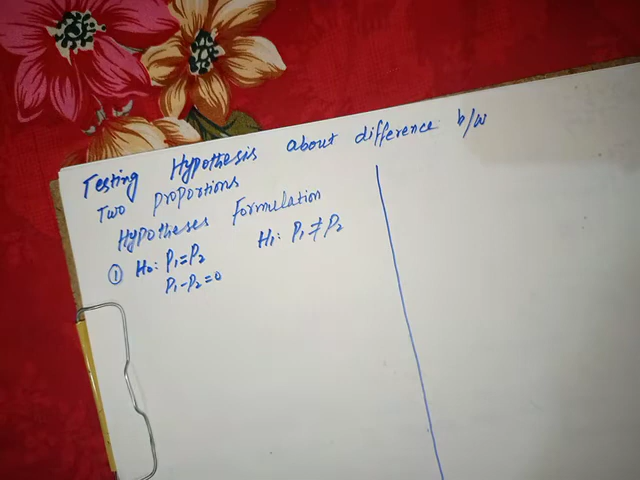 Testing Hypothesis about difference b/w
Two proportions
Hypotheses Formulation
① H₀: P₁=P₂ H₁: P₁≠P₂
P₁-P₂=0